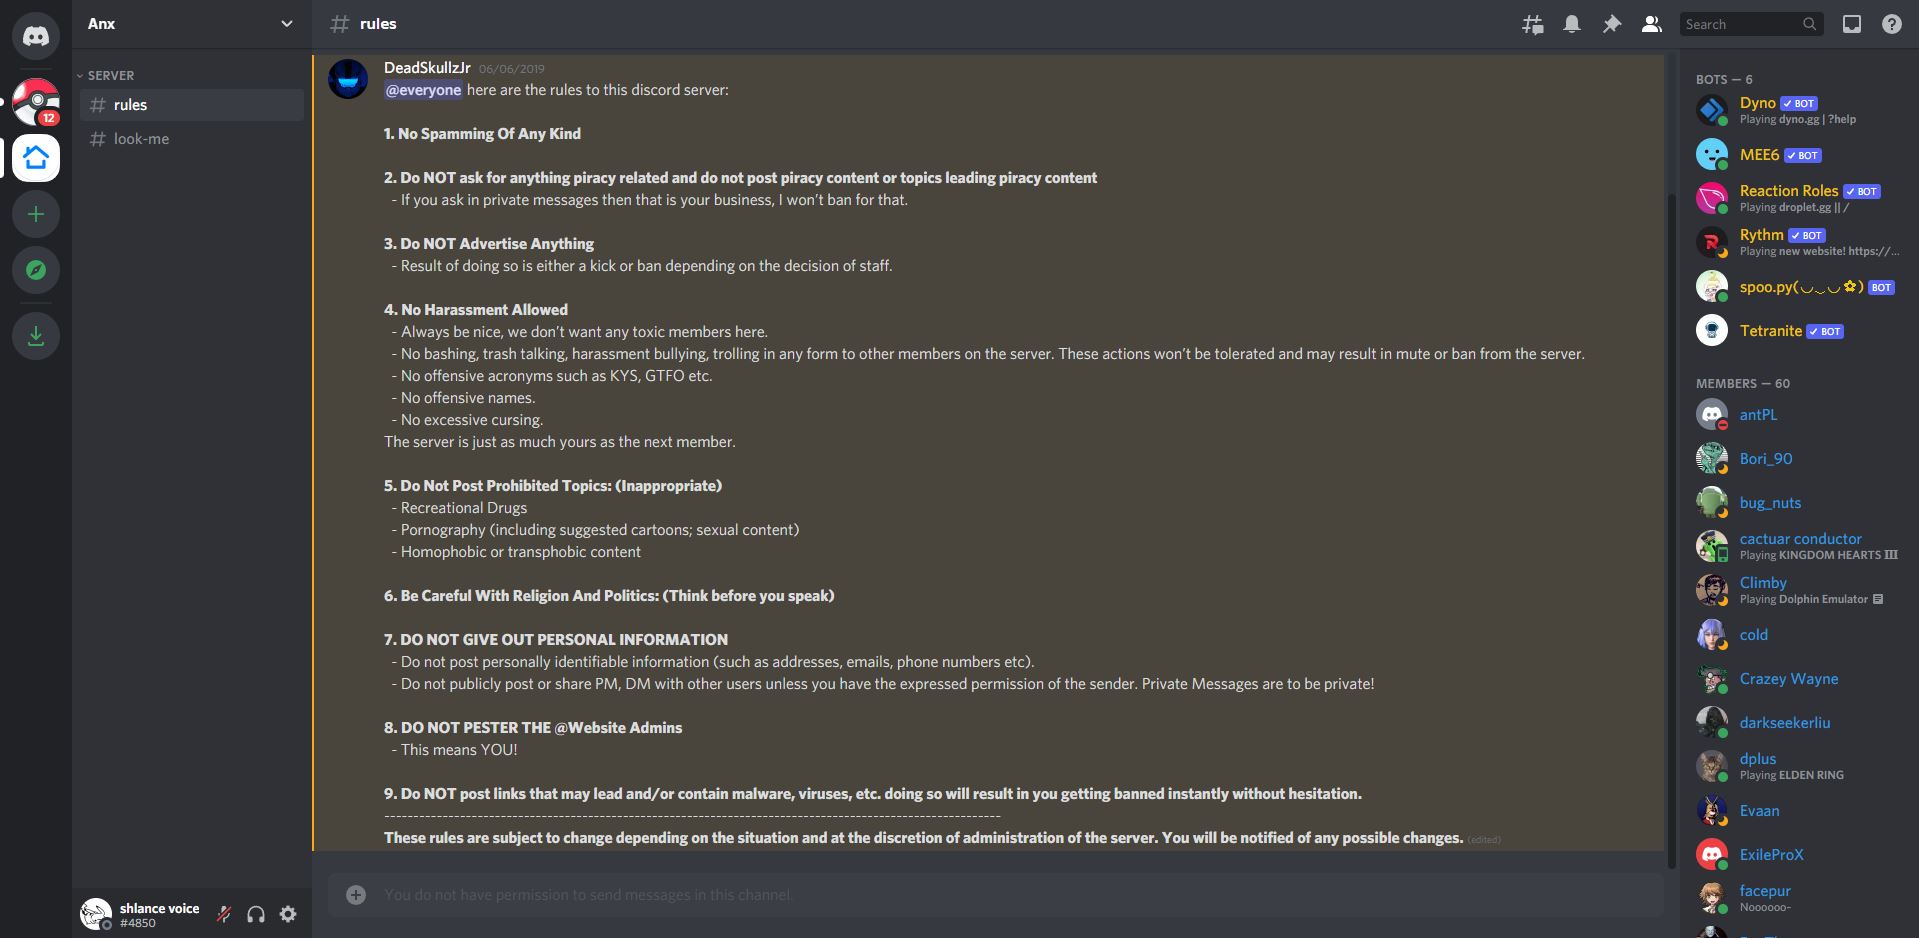 Anx
rules
Search
SERVER
rules
look-me
12
DeadSkullzJr 06/06/2019
@everyone here are the rules to this discord server:
1. No Spamming Of Any Kind
2. Do NOT ask for anything piracy related and do not post piracy content or topics leading piracy content
- If you ask in private messages then that is your business, I won't ban for that.
3. Do NOT Advertise Anything
- Result of doing so is either a kick or ban depending on the decision of staff.
4. No Harassment Allowed
- Always be nice, we don't want any toxic members here.
- No bashing, trash talking, harassment bullying, trolling in any form to other members on the server. These actions won't be tolerated and may result in mute or ban from the server.
- No offensive acronyms such as KYS, GTFO etc.
- No offensive names.
- No excessive cursing.
The server is just as much yours as the next member.
5. Do Not Post Prohibited Topics: (Inappropriate)
- Recreational Drugs
- Pornography (including suggested cartoons; sexual content)
- Homophobic or transphobic content
6. Be Careful With Religion And Politics: (Think before you speak)
7. DO NOT GIVE OUT PERSONAL INFORMATION
- Do not post personally identifiable information (such as addresses, emails, phone numbers etc).
- Do not publicly post or share PM, DM with other users unless you have the expressed permission of the sender. Private Messages are to be private!
8. DO NOT PESTER THE @Website Admins
- This means YOU!
9. Do NOT post links that may lead and/or contain malware, viruses, etc. doing so will result in you getting banned instantly without hesitation.
----------------------------------------------------------------------------------------------------------
These rules are subject to change depending on the situation and at the discretion of administration of the server. You will be notified of any possible changes. (edited)
You do not have permission to send messages in this channel.
shlance voice
#4850
BOTS — 6
Dyno BOT
Playing dyno.gg | ?help
MEE6 BOT
Reaction Roles BOT
Playing droplet.gg || /
Rythm BOT
Playing new website! https://...
spoo.py(◡‿◡✿) BOT
Tetranite BOT
MEMBERS — 60
antPL
Bori_90
bug_nuts
cactuar conductor
Playing KINGDOM HEARTS III
Climby
Playing Dolphin Emulator
cold
Crazey Wayne
darkseekerliu
dplus
Playing ELDEN RING
Evaan
ExileProX
facepur
Noooooo-